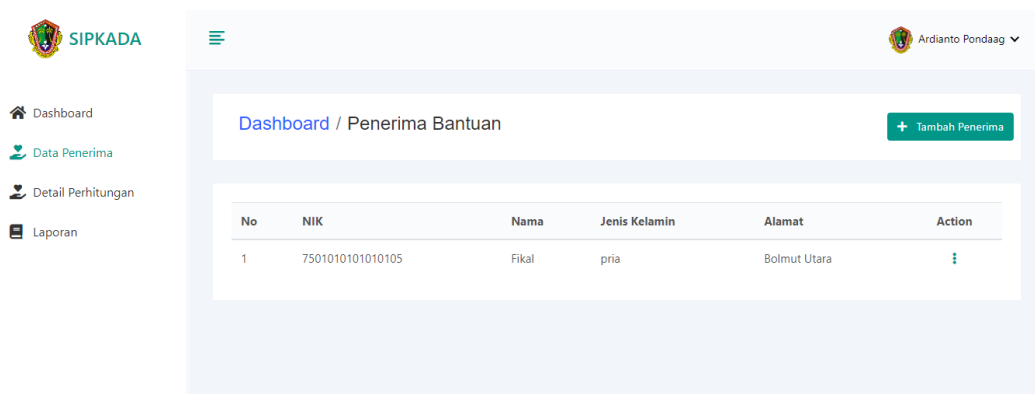 SIPKADA
Ardianto Pondaag
Dashboard
Data Penerima
Detail Perhitungan
Laporan
Dashboard / Penerima Bantuan
+ Tambah Penerima
No NIK Nama Jenis Kelamin Alamat Action
1 7501010101010105 Fikal pria Bolmut Utara